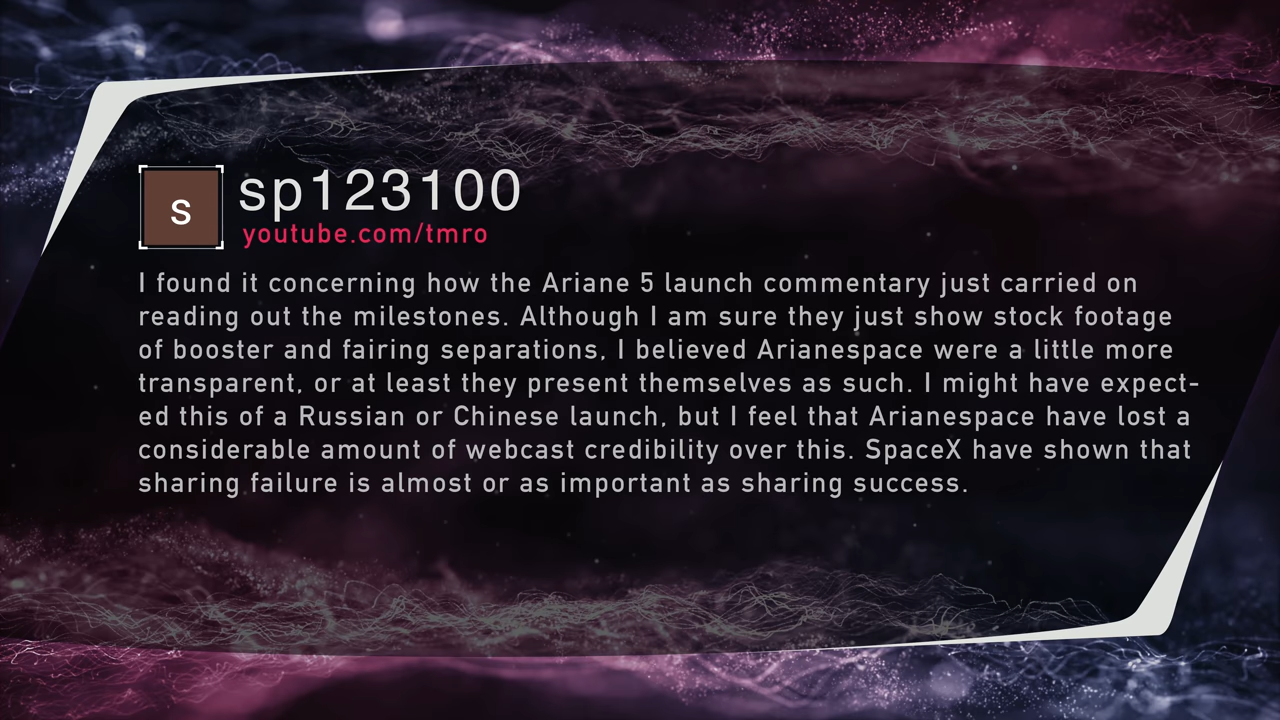 s
sp123100
youtube.com/tmro
I found it concerning how the Ariane 5 launch commentary just carried on
reading out the milestones. Although I am sure they just show stock footage
of booster and fairing separations, I believed Arianespace were a little more
transparent, or at least they present themselves as such. I might have expect-
ed this of a Russian or Chinese launch, but I feel that Arianespace have lost a
considerable amount of webcast credibility over this. SpaceX have shown that
sharing failure is almost or as important as sharing success.